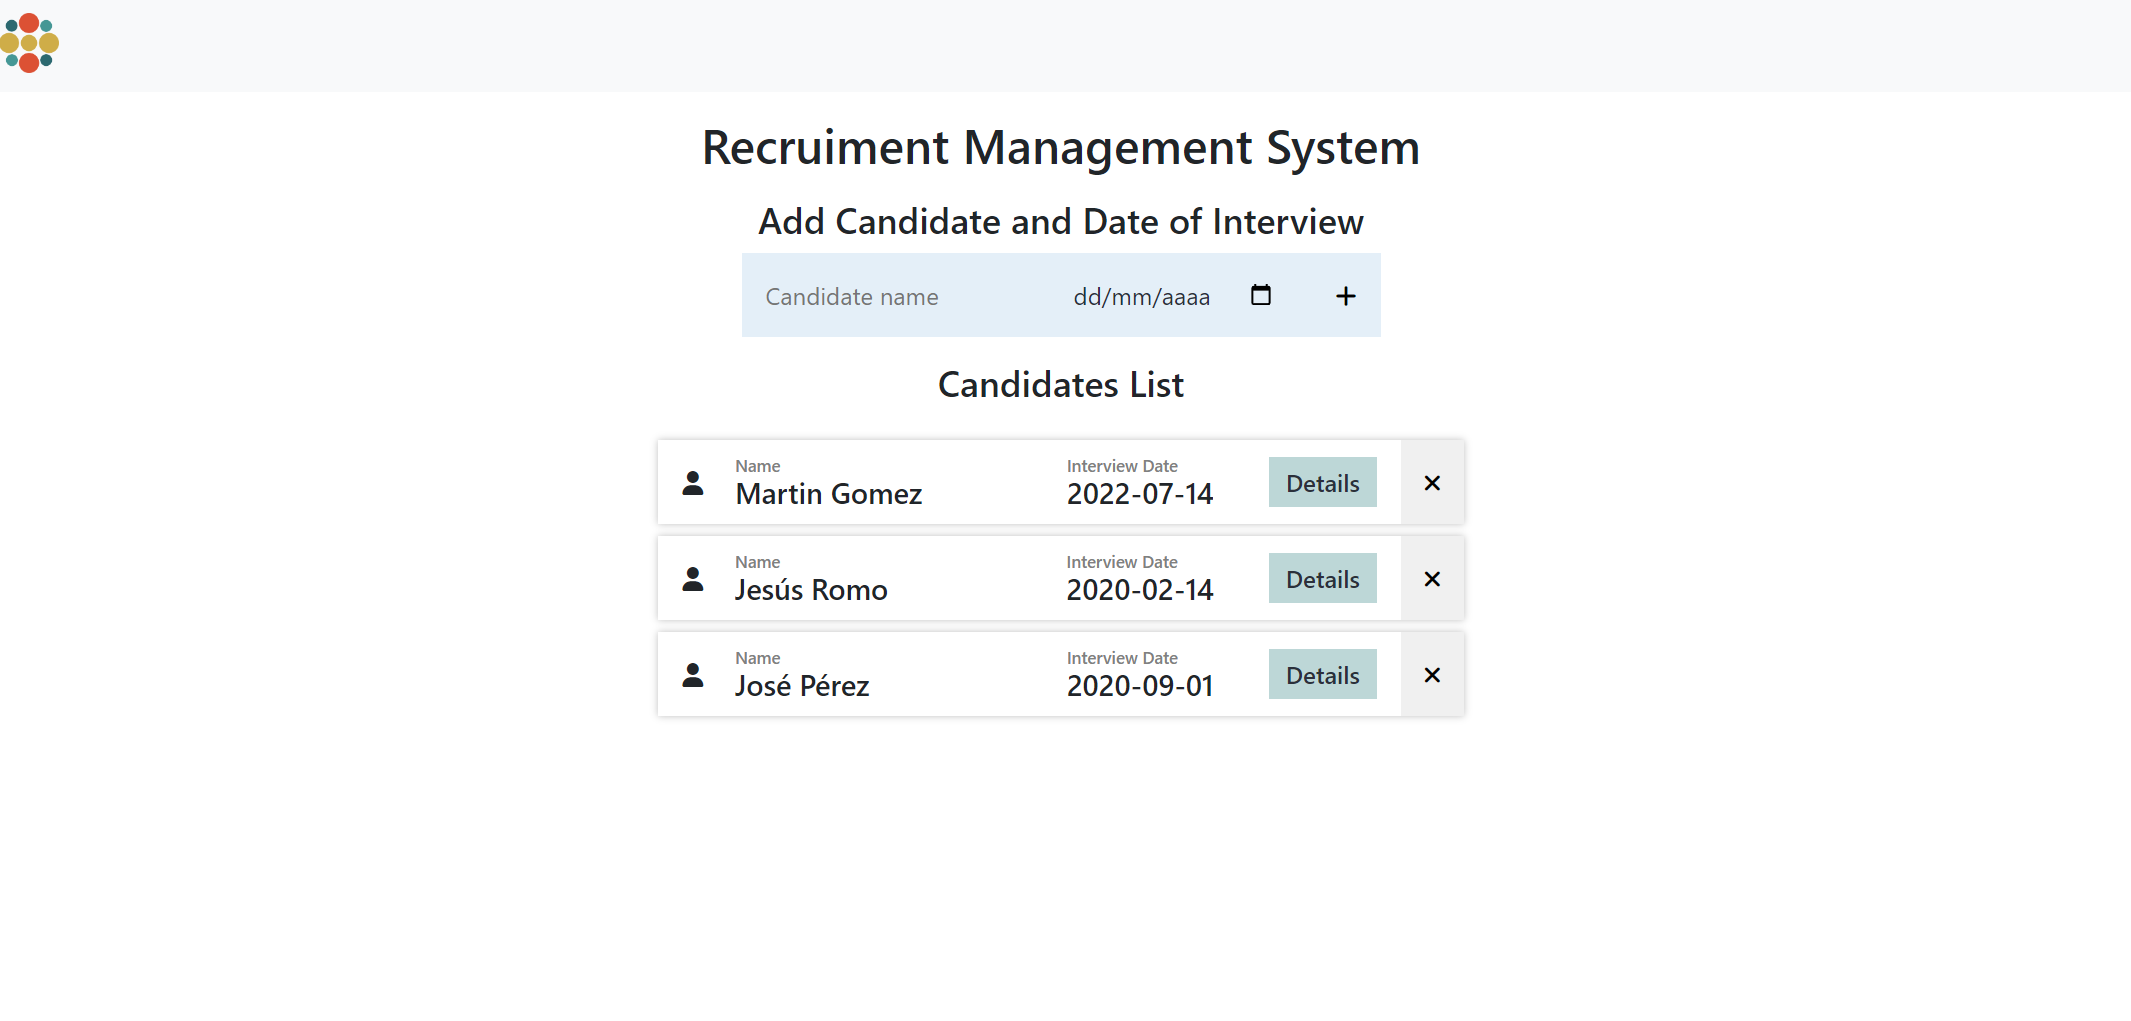 Recruiment Management System
Add Candidate and Date of Interview
Candidate name dd/mm/aaaa
Candidates List
Name Interview Date
Martin Gomez 2022-07-14 Details
Name Interview Date
Jesús Romo 2020-02-14 Details
Name Interview Date
José Pérez 2020-09-01 Details